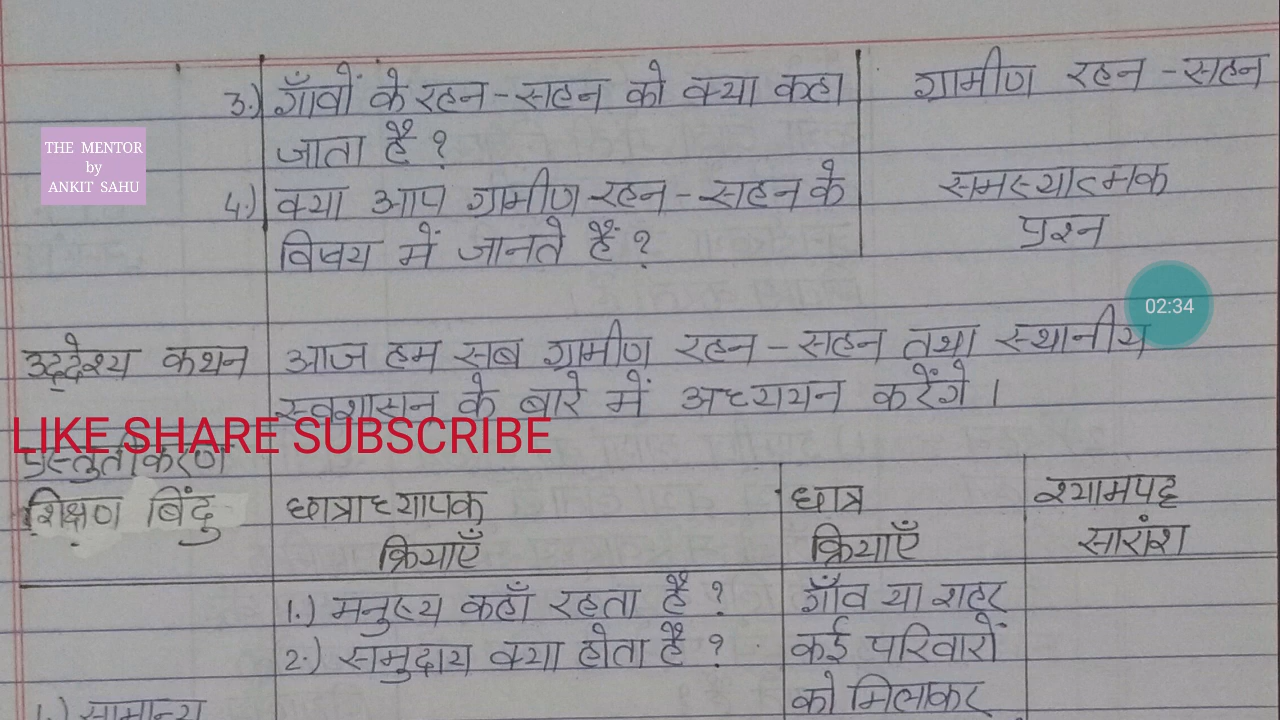 3.) गाँवों के रहन-सहन को क्या कहा
जाता है ?
ग्रामीण रहन-सहन
THE MENTOR
by
ANKIT SAHU
4.) क्या आप ग्रामीण रहन-सहन के
विषय में जानते हैं ?
समस्यात्मक
प्रश्न
02:34
उद्देश्य कथन
आज हम सब ग्रामीण रहन-सहन तथा स्थानीय
स्वशासन के बारे में अध्ययन करेंगे ।
LIKE SHARE SUBSCRIBE
प्रस्तुतीकरण
शिक्षण बिंदु
छात्राध्यापक
क्रियाएँ
छात्र
क्रियाएँ
श्यामपट्ट
सारांश
1.) मनुष्य कहाँ रहता है ?
गाँव या शहर
2.) समुदाय क्या होता है ?
कई परिवारों
को मिलाकर
1.) सामान्य